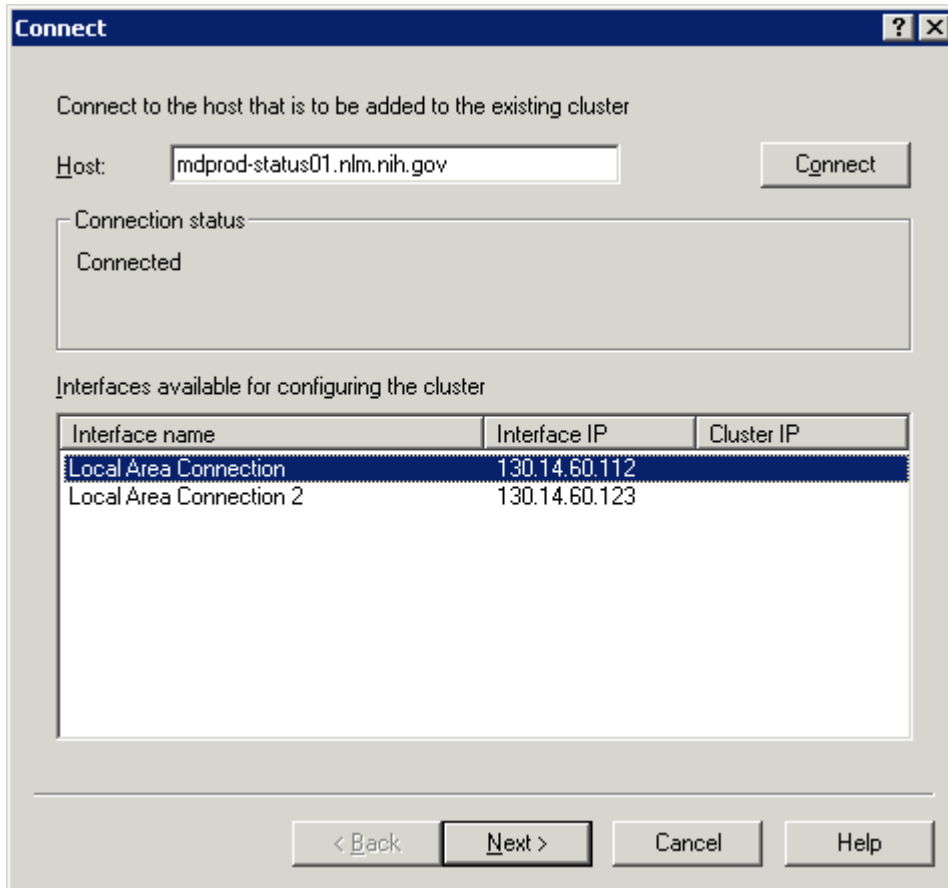 Connect
Connect to the host that is to be added to the existing cluster
Host: mdprod-status01.nlm.nih.gov Connect
Connection status
Connected
Interfaces available for configuring the cluster
Interface name Interface IP Cluster IP
Local Area Connection 130.14.60.112
Local Area Connection 2 130.14.60.123
< Back Next > Cancel Help